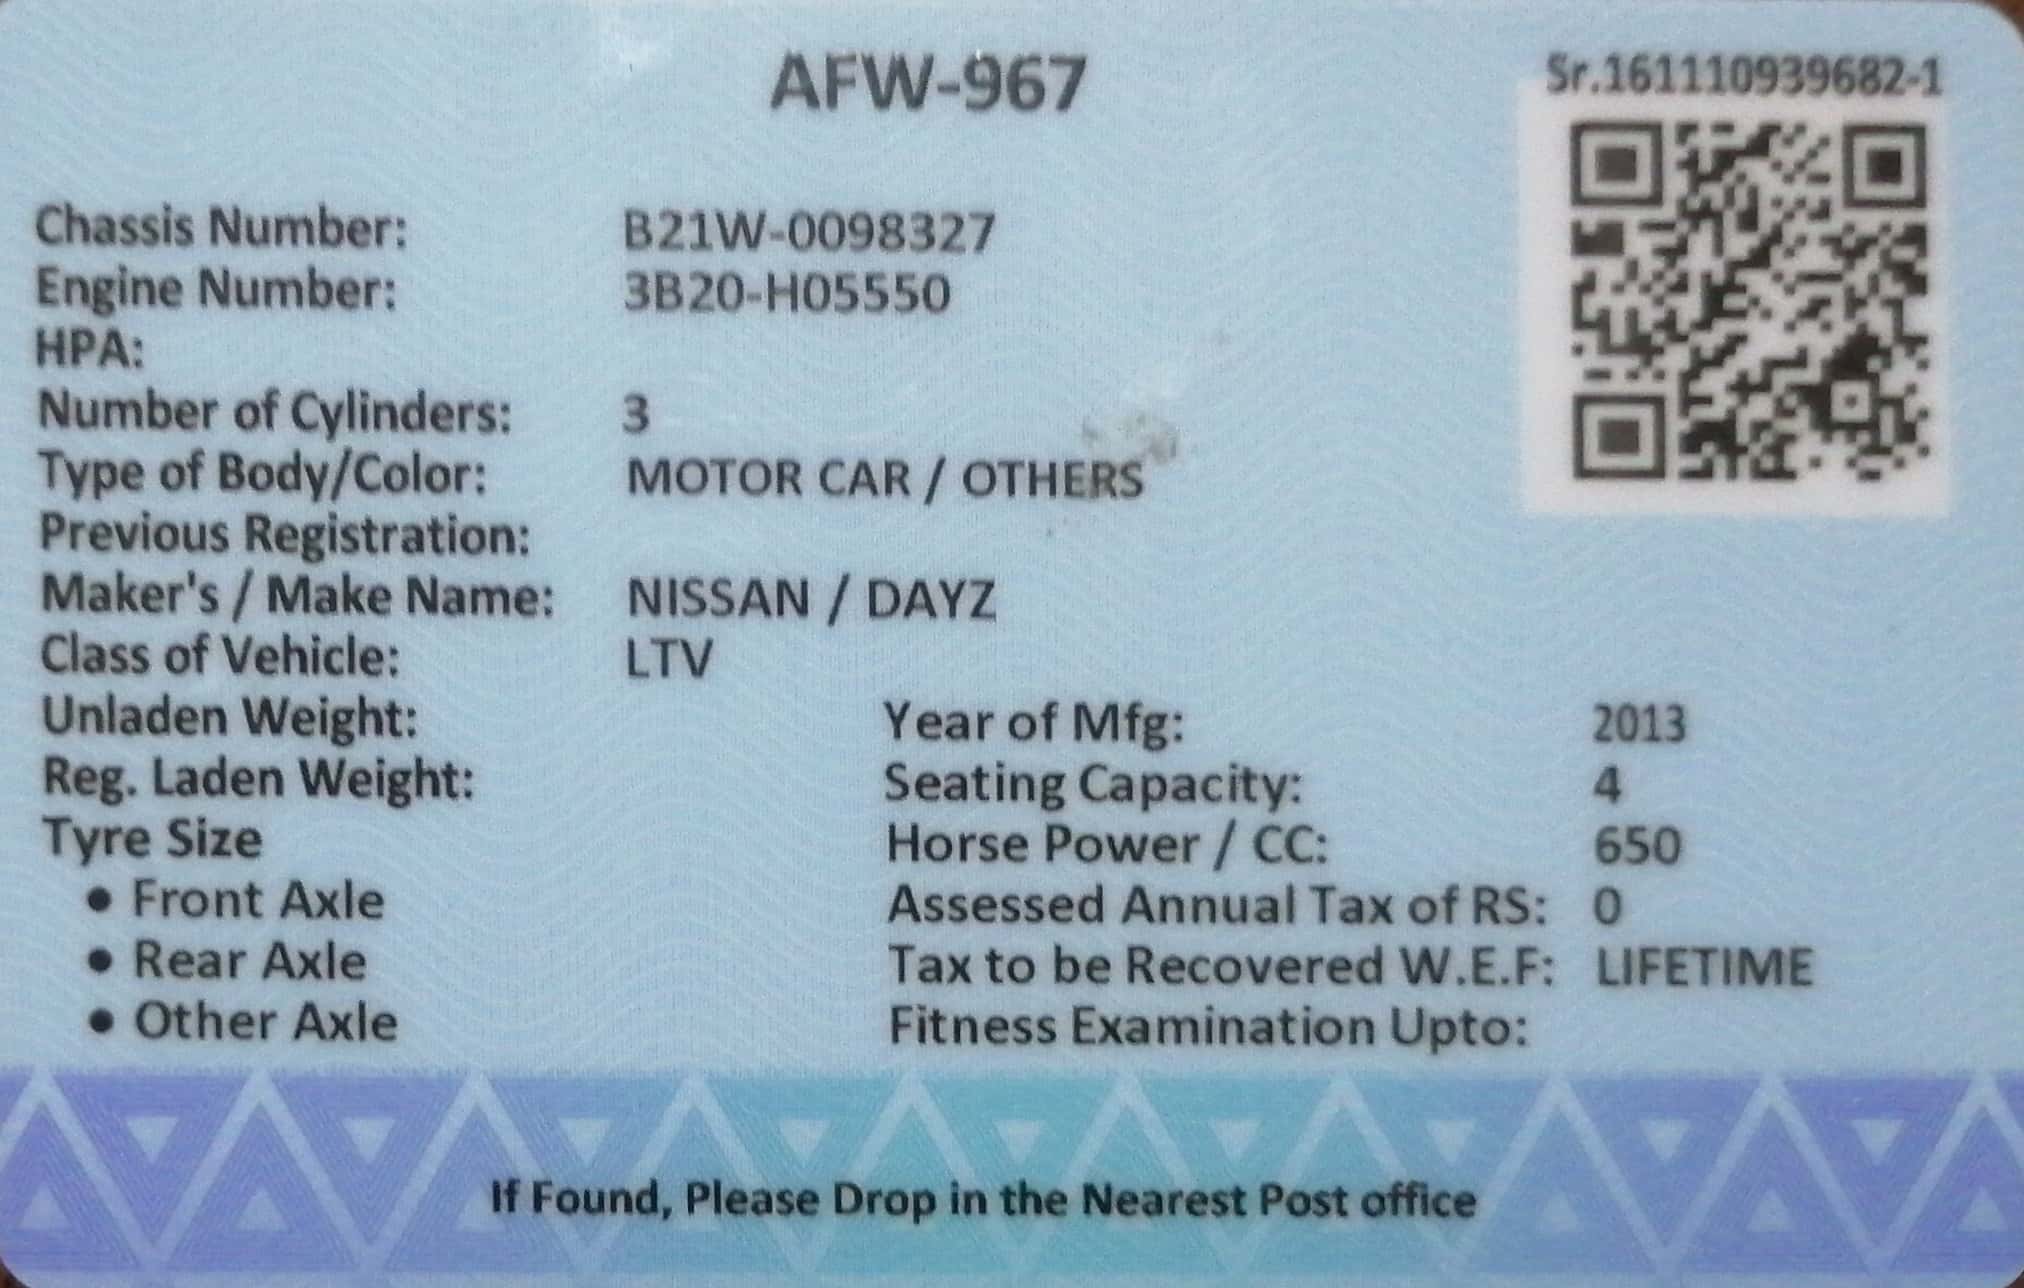 AFW-967
Sr.161110939682-1
Chassis Number: B21W-0098327
Engine Number: 3B20-H05550
HPA:
Number of Cylinders: 3
Type of Body/Color: MOTOR CAR / OTHERS
Previous Registration:
Maker's / Make Name: NISSAN / DAYZ
Class of Vehicle: LTV
Unladen Weight:
Reg. Laden Weight:
Tyre Size
• Front Axle
• Rear Axle
• Other Axle
Year of Mfg: 2013
Seating Capacity: 4
Horse Power / CC: 650
Assessed Annual Tax of RS: 0
Tax to be Recovered W.E.F: LIFETIME
Fitness Examination Upto:
If Found, Please Drop in the Nearest Post office